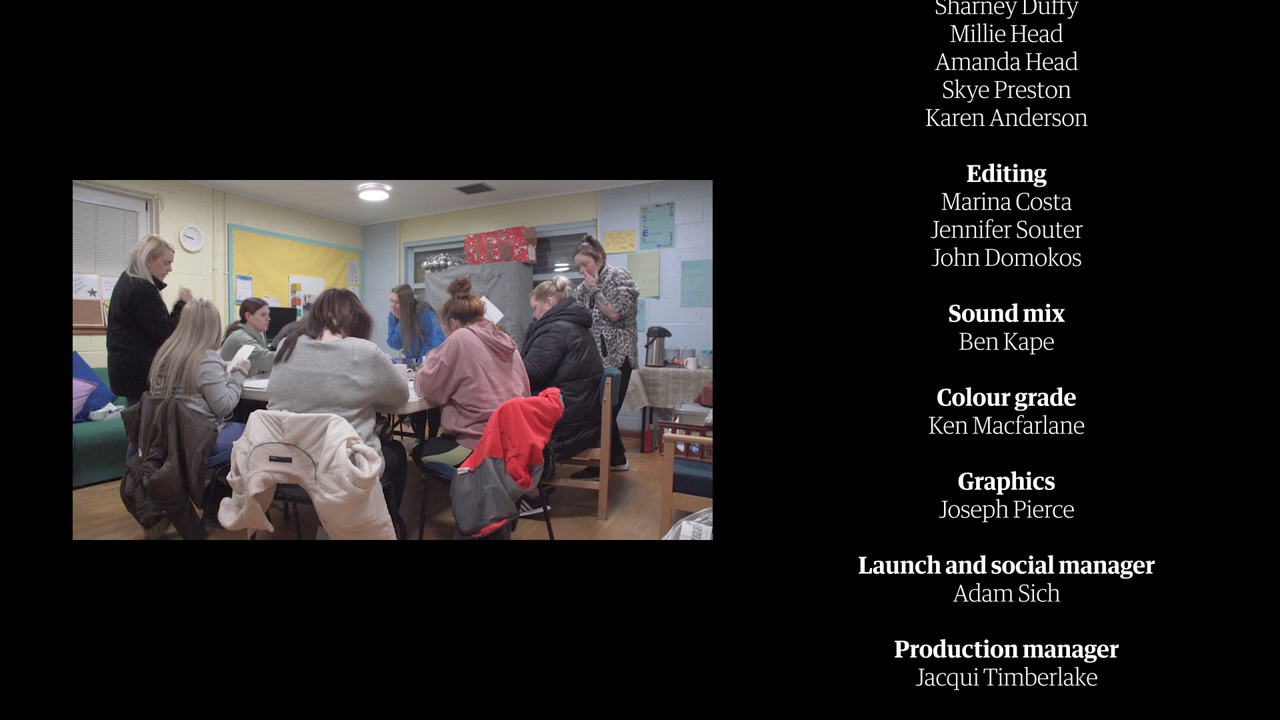 Sharney Duffy
Millie Head
Amanda Head
Skye Preston
Karen Anderson
Editing
Marina Costa
Jennifer Souter
John Domokos
Sound mix
Ben Kape
Colour grade
Ken Macfarlane
Graphics
Joseph Pierce
Launch and social manager
Adam Sich
Production manager
Jacqui Timberlake